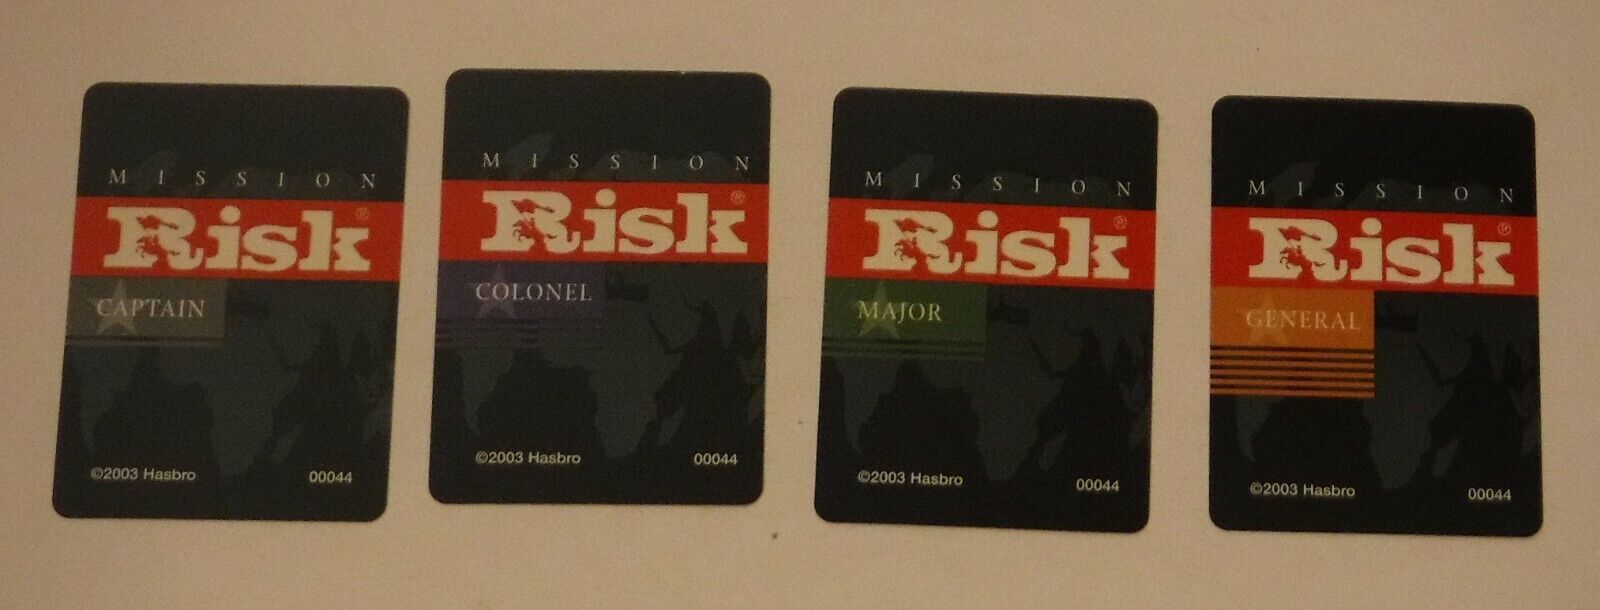 MISSION
Risk®
CAPTAIN
©2003 Hasbro 00044
MISSION
Risk®
COLONEL
©2003 Hasbro 00044
MISSION
Risk®
MAJOR
©2003 Hasbro 00044
MISSION
Risk®
GENERAL
©2003 Hasbro 00044